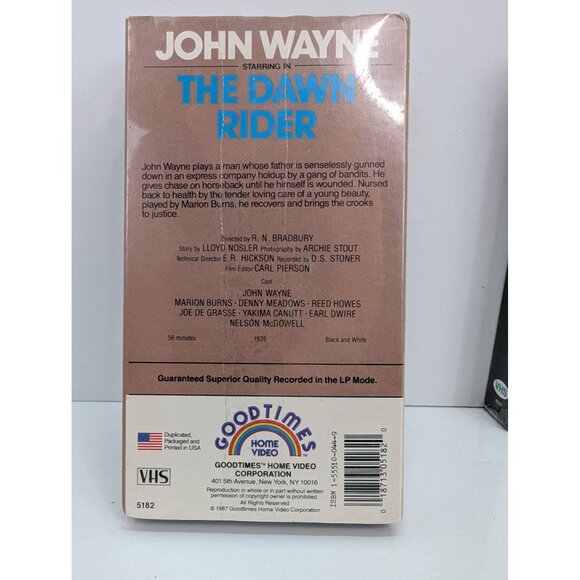 JOHN WAYNE
STARRING IN
THE DAWN
RIDER
John Wayne plays a man whose father is senselessly gunned
down in an express company holdup by a gang of bandits. He
gives chase on horseback until he himself is wounded. Nursed
back to health by the tender loving care of a young beauty,
played by Marion Burns, he recovers and brings the crooks
to justice.
Directed by R. N. BRADBURY
Story by LLOYD NOSLER Photography by ARCHIE STOUT
Technical Director E.R. HICKSON Recorded by D.S. STONER
Film Editor CARL PIERSON
Cast
JOHN WAYNE
MARION BURNS · DENNY MEADOWS · REED HOWES
JOE DE GRASSE · YAKIMA CANUTT · EARL DWIRE
NELSON McDOWELL
56 minutes 1935 Black and White
Guaranteed Superior Quality Recorded in the LP Mode.
Duplicated,
Packaged and
Printed in USA
VHS
5182
GOODTIMES
HOME
VIDEO
GOODTIMES™ HOME VIDEO
CORPORATION
401 5th Avenue, New York, NY 10016
Reproduction in whole or in part without written
permission of copyright owner is prohibited.
All Rights Reserved
© 1987 Goodtimes Home Video Corporation
0 18713 05182 0
VHS